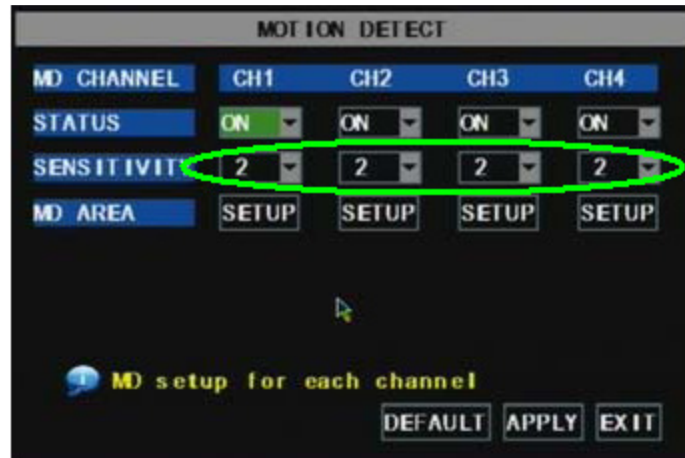 MOTION DETECT
MD CHANNEL CH1 CH2 CH3 CH4
STATUS ON ON ON ON
SENSITIVIT 2 2 2 2
MD AREA SETUP SETUP SETUP SETUP
MD setup for each channel
DEFAULT APPLY EXIT